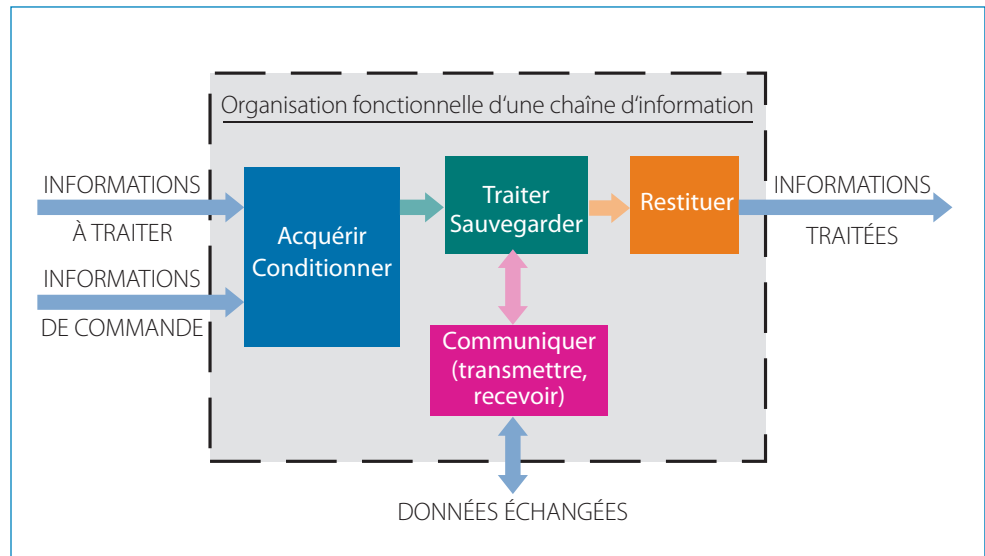 Organisation fonctionnelle d‘une chaîne d‘information
INFORMATIONS
À TRAITER
INFORMATIONS
DE COMMANDE
Acquérir
Conditionner
Traiter
Sauvegarder
Restituer
INFORMATIONS
TRAITÉES
Communiquer
(transmettre,
recevoir)
DONNÉES ÉCHANGÉES